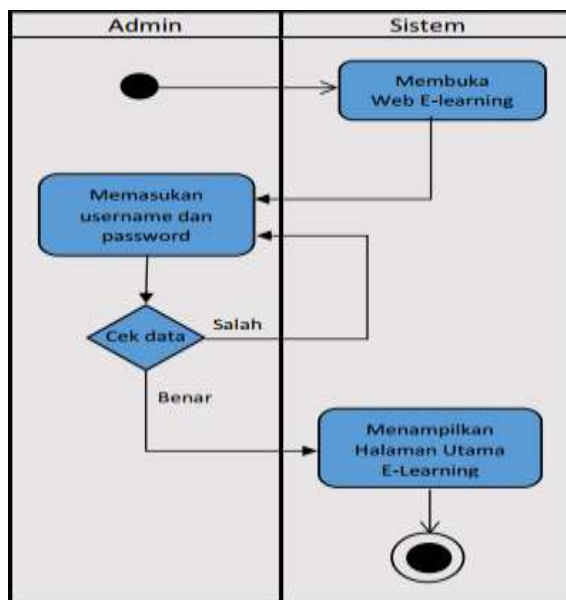 Admin
Sistem
Membuka
Web E-learning
Memasukan
username dan
password
Cek data
Salah
Benar
Menampilkan
Halaman Utama
E-Learning